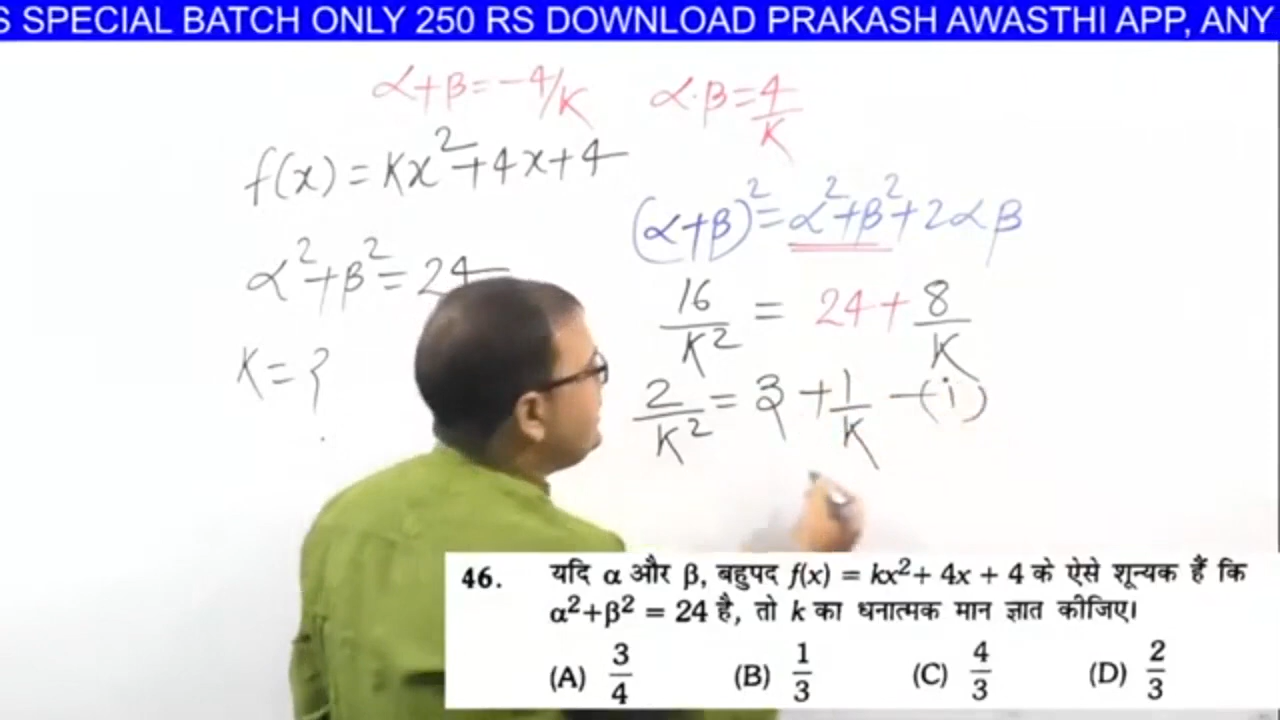 S SPECIAL BATCH ONLY 250 RS DOWNLOAD PRAKASH AWASTHI APP, ANY
α+β=-4/K α.β=4/K
f(x)=Kx²+4x+4
(α+β)²=α²+β²+2αβ
α²+β²=24
16/K² = 24+8/K
K=?
2/K²=3+1/K -(i)
46. यदि α और β, बहुपद f(x) = kx²+ 4x + 4 के ऐसे शून्यक हैं कि
α²+β² = 24 है, तो k का धनात्मक मान ज्ञात कीजिए।
(A) 3/4 (B) 1/3 (C) 4/3 (D) 2/3